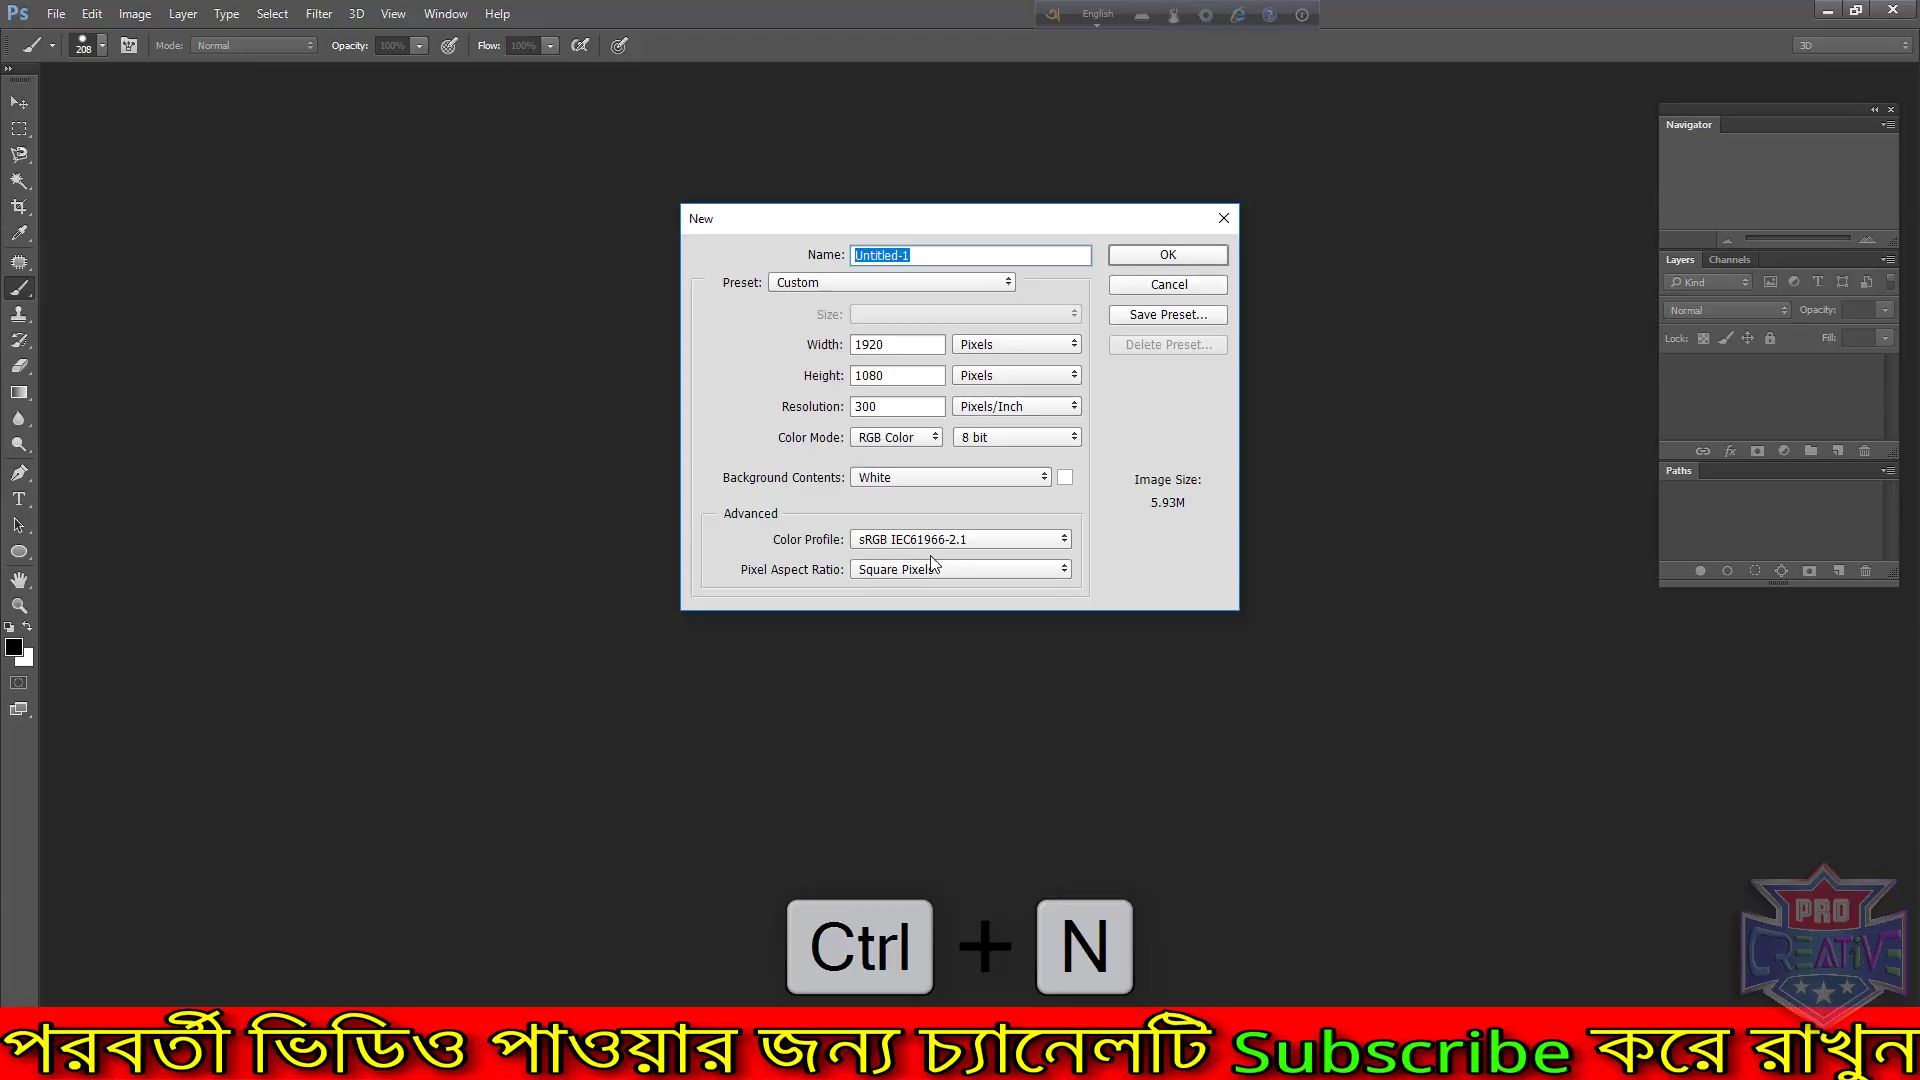 Ps File Edit Image Layer Type Select Filter 3D View Window Help
English
208 Mode: Normal Opacity: 100% Flow: 100% 3D
Navigator
New
Name: Untitled-1 OK
Preset: Custom Cancel
Size: Save Preset...
Width: 1920 Pixels Delete Preset...
Height: 1080 Pixels
Resolution: 300 Pixels/Inch
Color Mode: RGB Color 8 bit
Background Contents: White
Image Size:
5.93M
Advanced
Color Profile: sRGB IEC61966-2.1
Pixel Aspect Ratio: Square Pixels
Layers Channels
Kind
Normal Opacity:
Lock: Fill:
Paths
Ctrl + N
PRO
CREATIVE
পরবর্তী ভিডিও পাওয়ার জন্য চ্যানেলটি Subscribe করে রাখুন